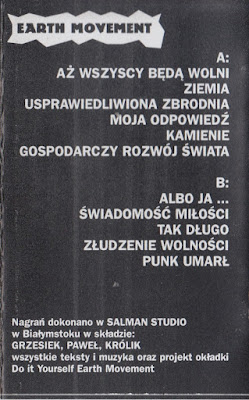 EARTH MOVEMENT
A:
AŻ WSZYSCY BĘDĄ WOLNI
ZIEMIA
USPRAWIEDLIWIONA ZBRODNIA
MOJA ODPOWIEDŹ
KAMIENIE
GOSPODARCZY ROZWÓJ ŚWIATA
B:
ALBO JA ...
ŚWIADOMOŚĆ MIŁOŚCI
TAK DŁUGO
ZŁUDZENIE WOLNOŚCI
PUNK UMARŁ
Nagrań dokonano w SALMAN STUDIO
w Białymstoku w składzie:
GRZESIEK, PAWEŁ, KRÓLIK
wszystkie teksty i muzyka oraz projekt okładki
Do it Yourself Earth Movement